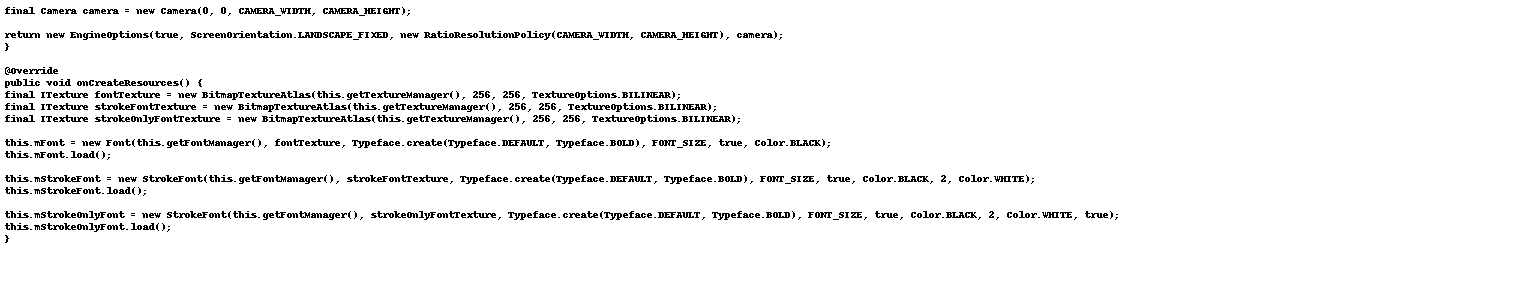 final Camera camera = new Camera(0, 0, CAMERA_WIDTH, CAMERA_HEIGHT);
return new EngineOptions(true, ScreenOrientation.LANDSCAPE_FIXED, new RatioResolutionPolicy(CAMERA_WIDTH, CAMERA_HEIGHT), camera);
}
@Override
public void onCreateResources() {
final ITexture fontTexture = new BitmapTextureAtlas(this.getTextureManager(), 256, 256, TextureOptions.BILINEAR);
final ITexture strokeFontTexture = new BitmapTextureAtlas(this.getTextureManager(), 256, 256, TextureOptions.BILINEAR);
final ITexture strokeOnlyFontTexture = new BitmapTextureAtlas(this.getTextureManager(), 256, 256, TextureOptions.BILINEAR);
this.mFont = new Font(this.getFontManager(), fontTexture, Typeface.create(Typeface.DEFAULT, Typeface.BOLD), FONT_SIZE, true, Color.BLACK);
this.mFont.load();
this.mStrokeFont = new StrokeFont(this.getFontManager(), strokeFontTexture, Typeface.create(Typeface.DEFAULT, Typeface.BOLD), FONT_SIZE, true, Color.BLACK, 2, Color.WHITE);
this.mStrokeFont.load();
this.mStrokeOnlyFont = new StrokeFont(this.getFontManager(), strokeOnlyFontTexture, Typeface.create(Typeface.DEFAULT, Typeface.BOLD), FONT_SIZE, true, Color.BLACK, 2, Color.WHITE, true);
this.mStrokeOnlyFont.load();
}